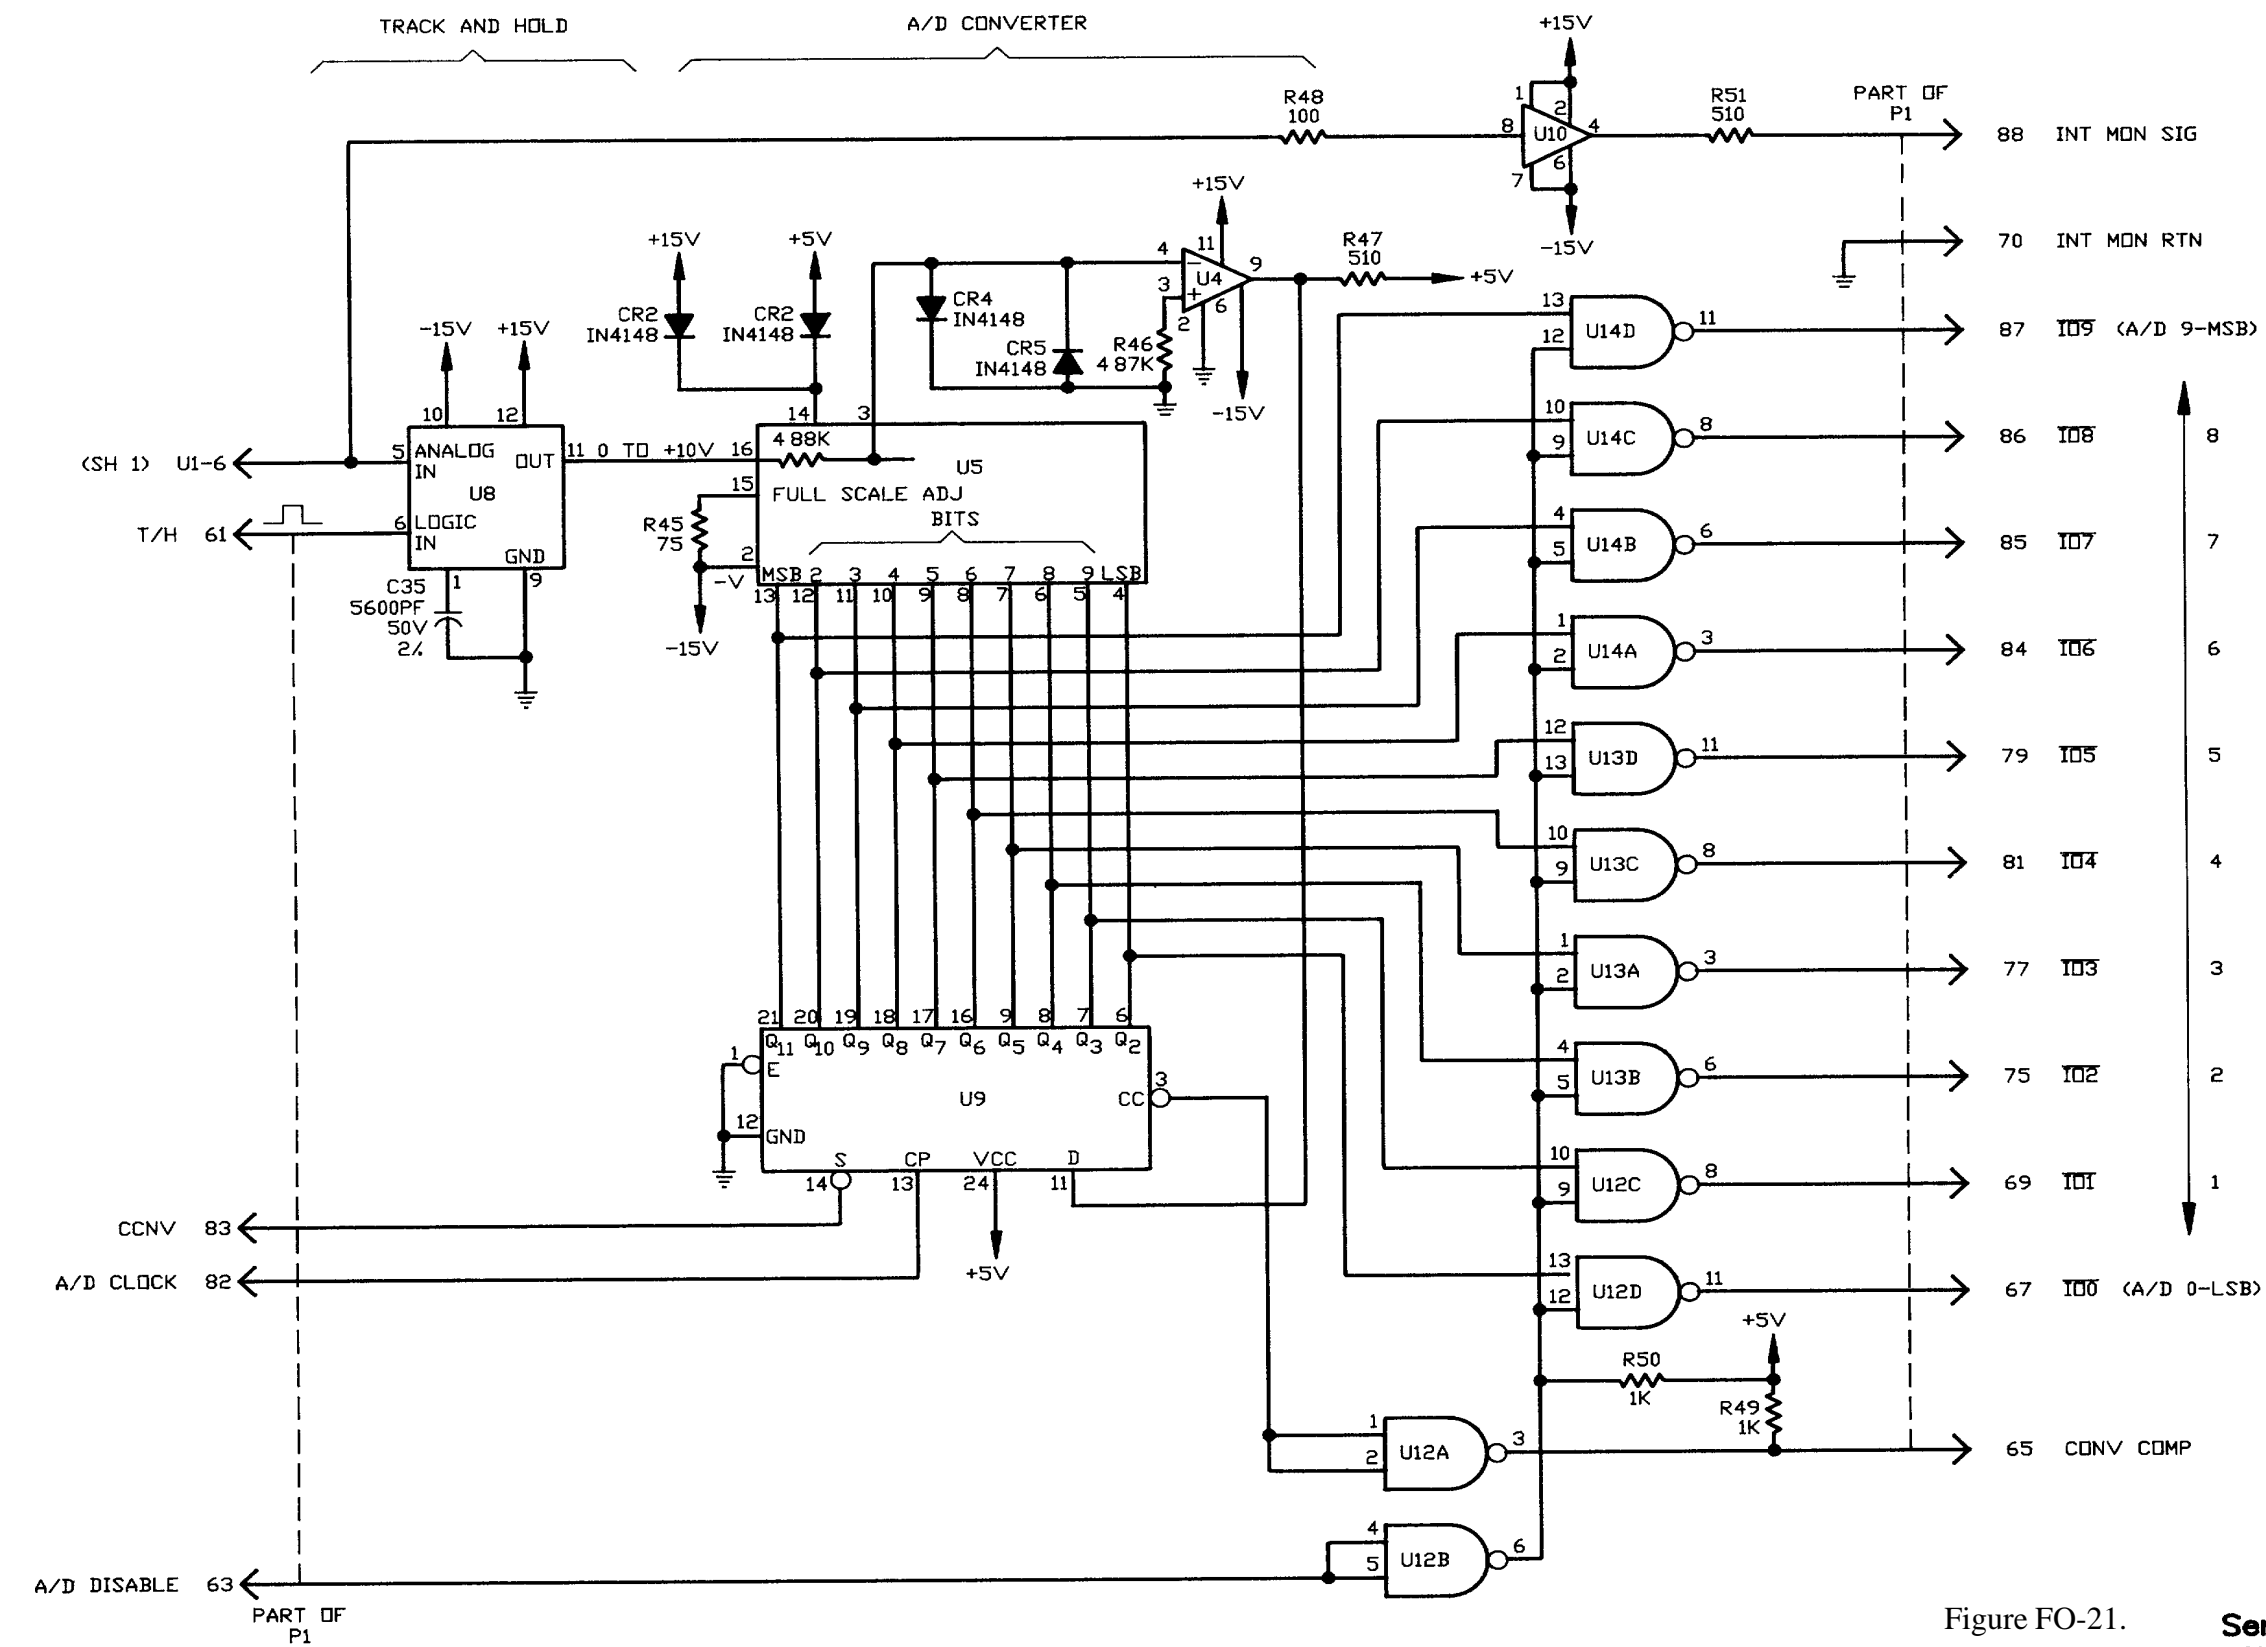 TRACK AND HOLD
A/D CONVERTER
+15V
R48
100
1
2
8
U10
4
6
7
-15V
R51
510
PART OF
P1
88 INT MON SIG
70 INT MON RTN
+15V
+5V
CR2
IN4148
CR2
IN4148
CR4
IN4148
CR5
IN4148
+15V
4
11
-
U4
9
3
+
6
2
R46
4 87K
-15V
R47
510
+5V
-15V
+15V
10
12
5
ANALOG
IN
OUT
11
0 TO +10V
U8
6
LOGIC
IN
GND
1
9
C35
5600PF
50V
2%
(SH 1) U1-6
T/H 61
14
3
16
4 88K
U5
15
FULL SCALE ADJ
BITS
R45
75
2
-V
-15V
MSB 2 3 4 5 6 7 8 9 LSB
13 12 11 10 9 8 7 6 5 4
13
12
U14D
11
87 IO9 (A/D 9-MSB)
10
9
U14C
8
86 IO8 8
4
5
U14B
6
85 IO7 7
1
2
U14A
3
84 IO6 6
12
13
U13D
11
79 IO5 5
10
9
U13C
8
81 IO4 4
1
2
U13A
3
77 IO3 3
4
5
U13B
6
75 IO2 2
10
9
U12C
8
69 IO1 1
13
12
U12D
11
67 IO0 (A/D 0-LSB)
21 20 19 18 17 16 9 8 7 6
Q11 Q10 Q9 Q8 Q7 Q6 Q5 Q4 Q3 Q2
1
E
U9
CC
3
12
GND
S CP VCC D
14 13 24 11
+5V
CCNV 83
A/D CLOCK 82
+5V
R50
1K
R49
1K
1
2
U12A
3
65 CONV COMP
4
5
U12B
6
A/D DISABLE 63
PART OF
P1
Figure FO-21.